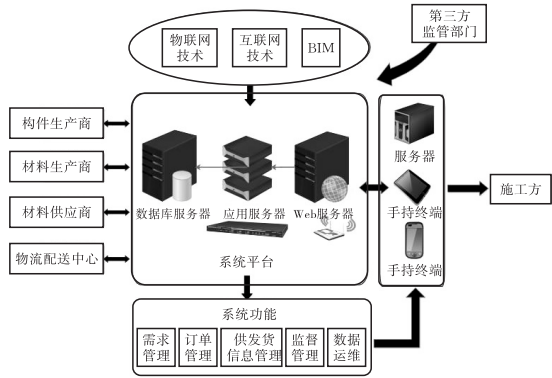 物联网
技术
互联网
技术
BIM
第三方
监管部门
构件生产商
材料生产商
材料供应商
物流配送中心
数据库服务器
应用服务器
Web服务器
系统平台
服务器
手持终端
手持终端
施工方
系统功能
需求
管理
订单
管理
供发货
信息管理
监督
管理
数据
运维